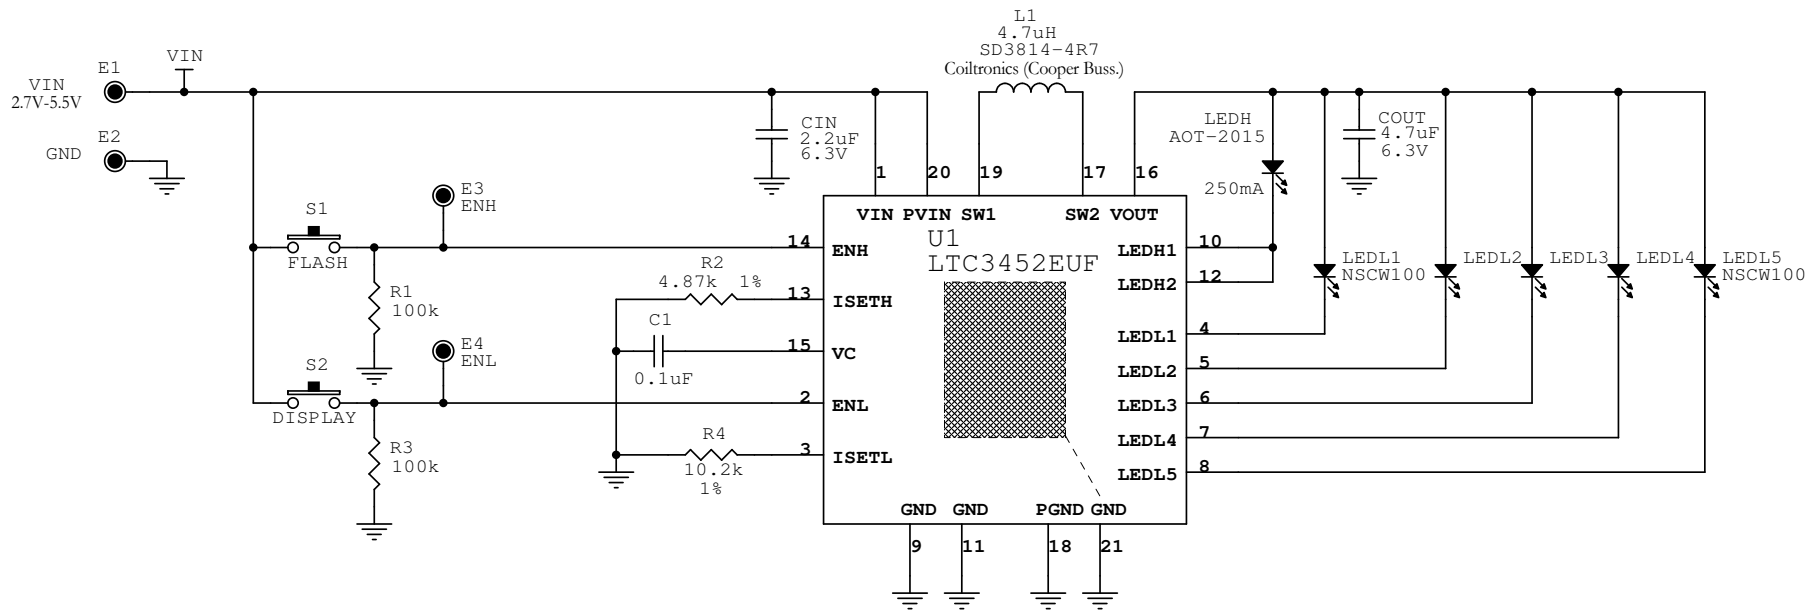 L1
4.7uH
SD3814-4R7
Coiltronics (Cooper Buss.)
VIN
2.7V-5.5V
E1
VIN
E2
GND
CIN
2.2uF
6.3V
LEDH
AOT-2015
250mA
COUT
4.7uF
6.3V
1
20
19
17
16
VIN
PVIN
SW1
SW2
VOUT
E3
ENH
S1
FLASH
R1
100k
14
ENH
U1
LTC3452EUF
LEDH1
10
LEDH2
12
R2
4.87k 1%
13
ISETH
C1
0.1uF
15
VC
E4
ENL
S2
DISPLAY
R3
100k
2
ENL
R4
10.2k
1%
3
ISETL
LEDL1
NSCW100
LEDL2
LEDL3
LEDL4
LEDL5
NSCW100
LEDL1
4
LEDL2
5
LEDL3
6
LEDL4
7
LEDL5
8
GND
GND
PGND
GND
9
11
18
21